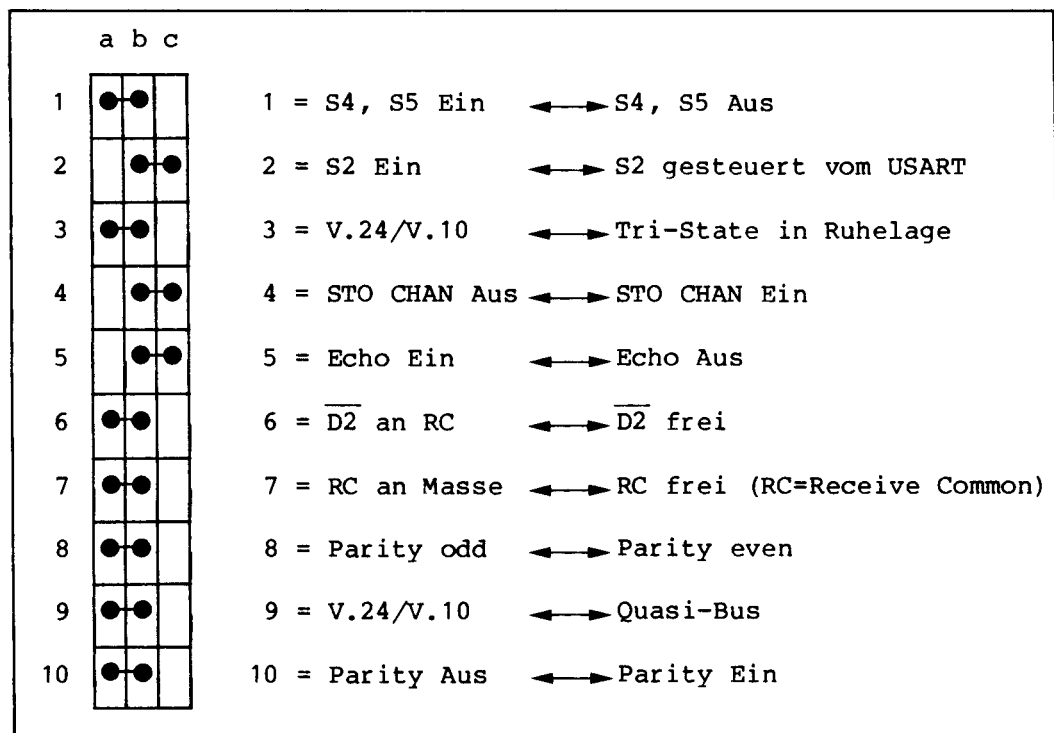 a b c
1 1 = S4, S5 Ein ◄──► S4, S5 Aus
2 2 = S2 Ein ◄──► S2 gesteuert vom USART
3 3 = V.24/V.10 ◄──► Tri-State in Ruhelage
4 4 = STO CHAN Aus ◄──► STO CHAN Ein
5 5 = Echo Ein ◄──► Echo Aus
6 6 = D̅2̅ an RC ◄──► D̅2̅ frei
7 7 = RC an Masse ◄──► RC frei (RC=Receive Common)
8 8 = Parity odd ◄──► Parity even
9 9 = V.24/V.10 ◄──► Quasi-Bus
10 10 = Parity Aus ◄──► Parity Ein